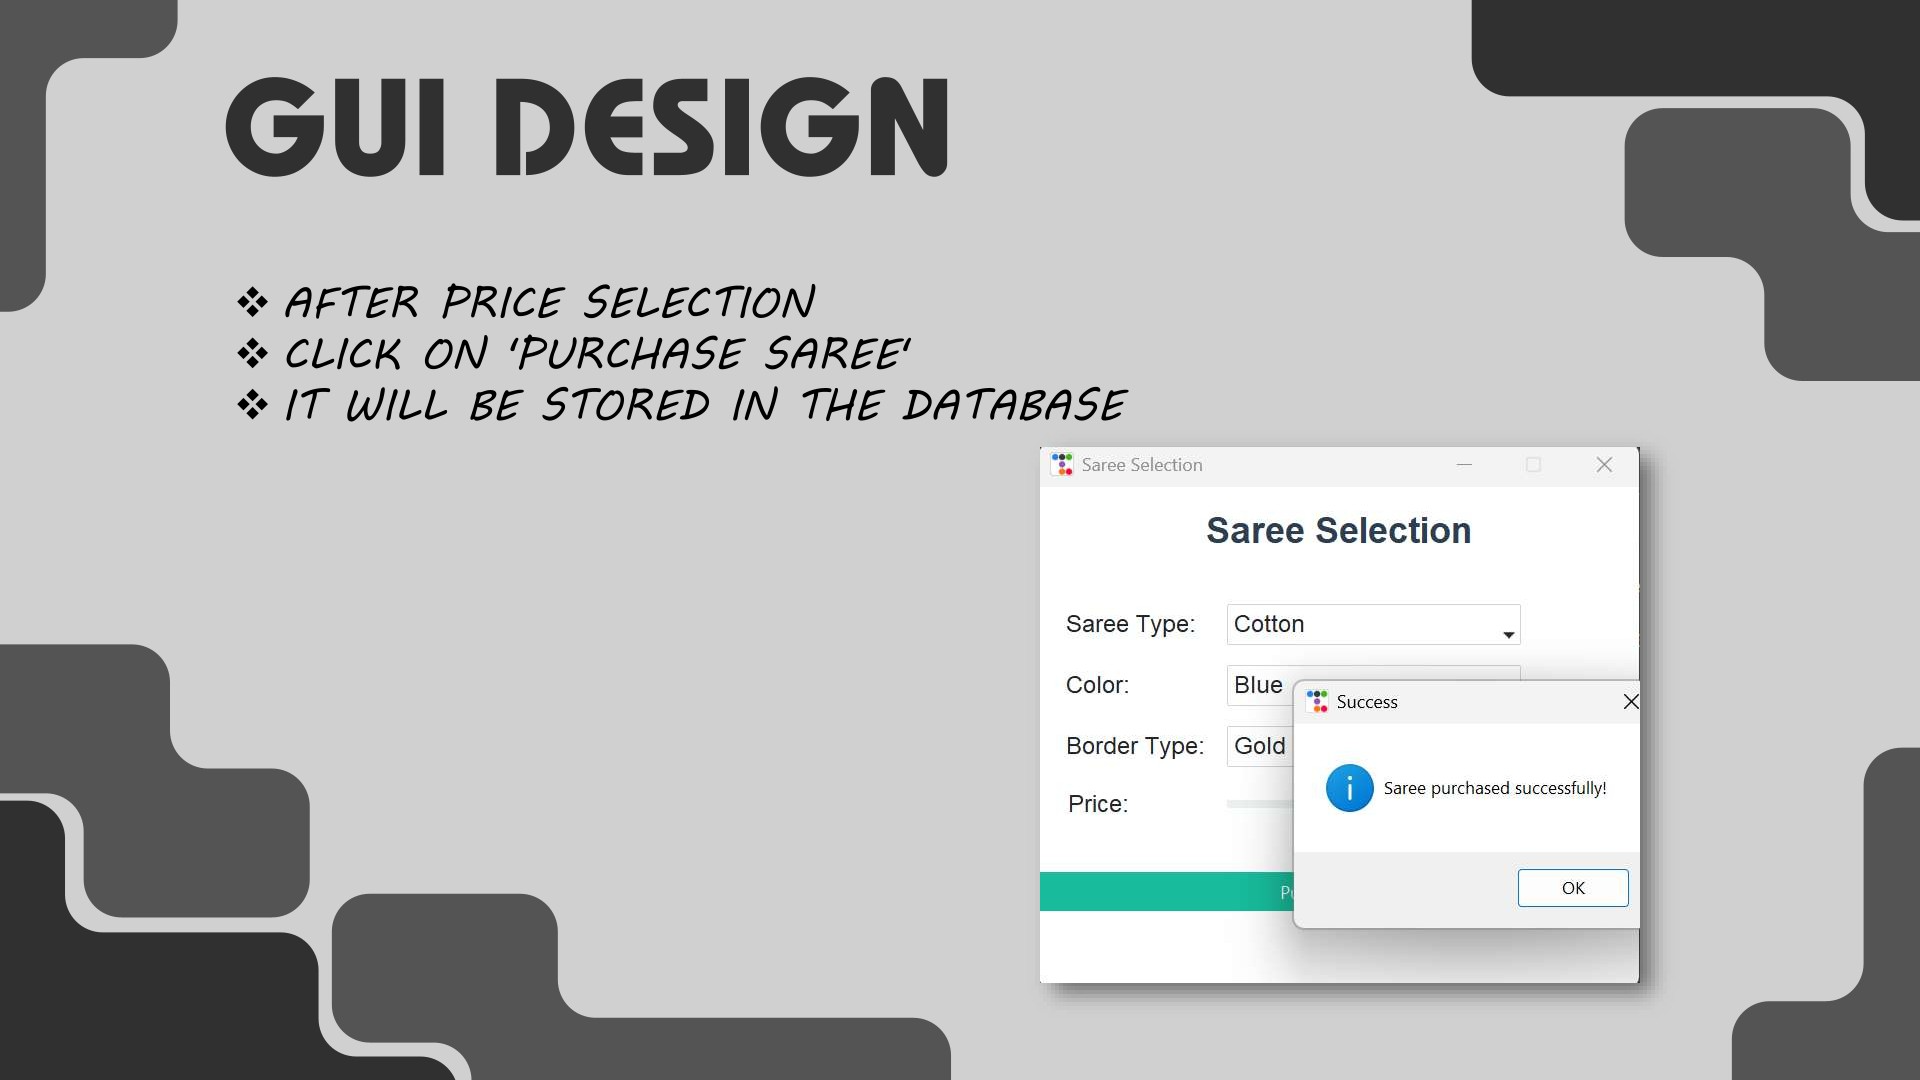 GUI DESIGN
❖ AFTER PRICE SELECTION
❖ CLICK ON 'PURCHASE SAREE'
❖ IT WILL BE STORED IN THE DATABASE
Saree Selection
Saree Selection
Saree Type: Cotton
Color: Blue
Success
Border Type: Gold
Saree purchased successfully!
Price:
OK